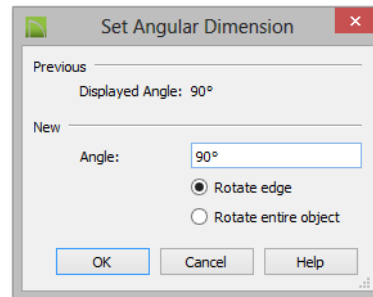 Set Angular Dimension
Previous
Displayed Angle: 90°
New
Angle: 90°
Rotate edge
Rotate entire object
OK Cancel Help